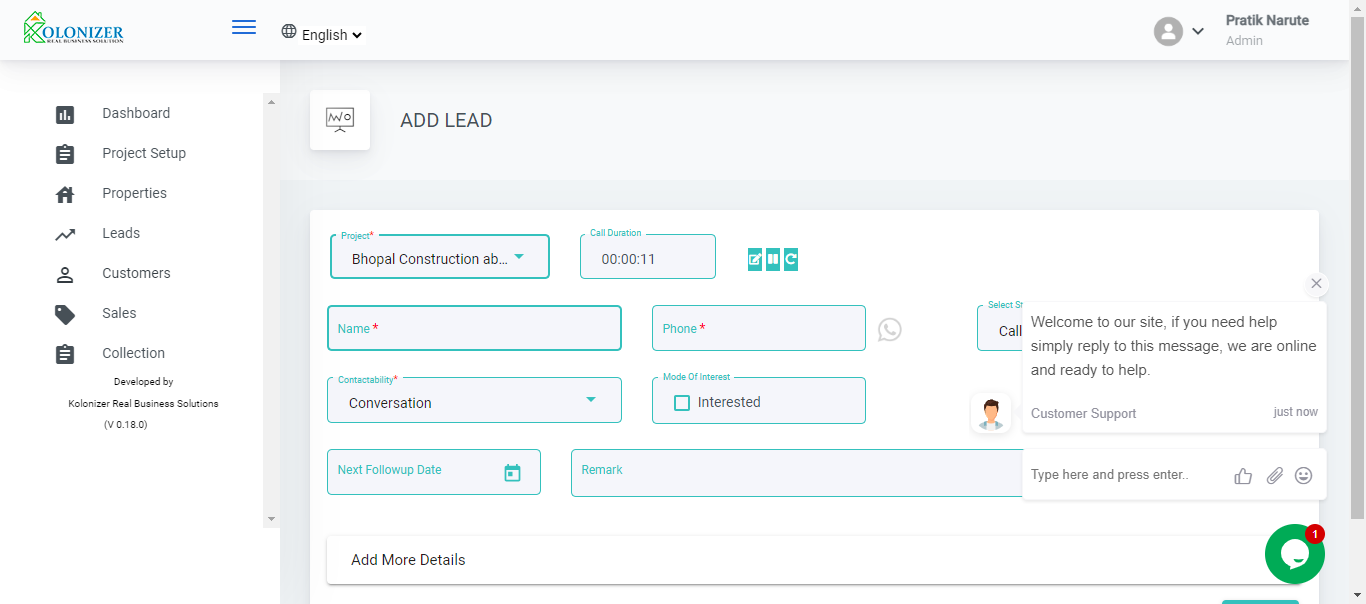 KOLONIZER
REAL BUSINESS SOLUTION
English
Pratik Narute
Admin
Dashboard
Project Setup
Properties
Leads
Customers
Sales
Collection
Developed by
Kolonizer Real Business Solutions
(V 0.18.0)
ADD LEAD
Project*
Bhopal Construction ab...
Call Duration
00:00:11
Name *
Phone *
Select St
Call
Contactability*
Conversation
Mode Of Interest
Interested
Next Followup Date
Remark
Add More Details
Welcome to our site, if you need help
simply reply to this message, we are online
and ready to help.
Customer Support
just now
Type here and press enter..
1